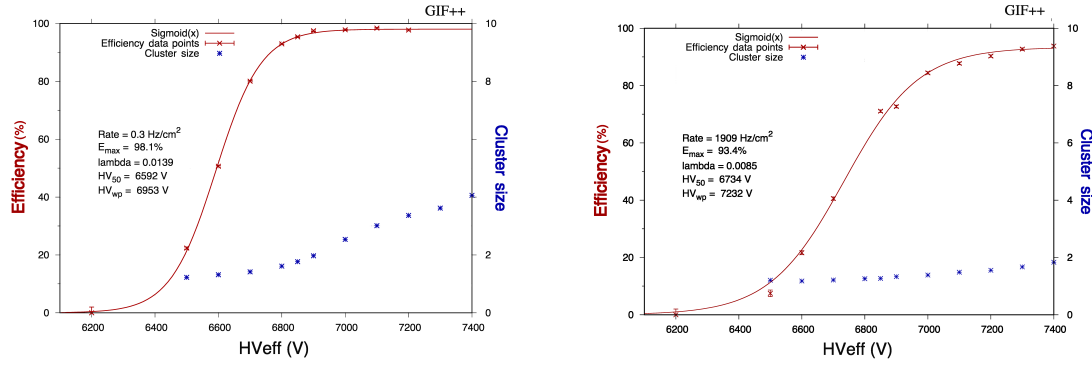 GIF++
Sigmoid(x)
Efficiency data points
Cluster size
Rate = 0.3 Hz/cm2
Emax = 98.1%
lambda = 0.0139
HV50 = 6592 V
HVwp = 6953 V
Efficiency (%)
100
80
60
40
20
0
10
8
6
4
2
0
Cluster size
6200 6400 6600 6800 7000 7200 7400
HVeff (V)
GIF++
Sigmoid(x)
Efficiency data points
Cluster size
Rate = 1909 Hz/cm2
Emax = 93.4%
lambda = 0.0085
HV50 = 6734 V
HVwp = 7232 V
Efficiency (%)
100
80
60
40
20
0
10
8
6
4
2
0
Cluster size
6200 6400 6600 6800 7000 7200 7400
HVeff (V)